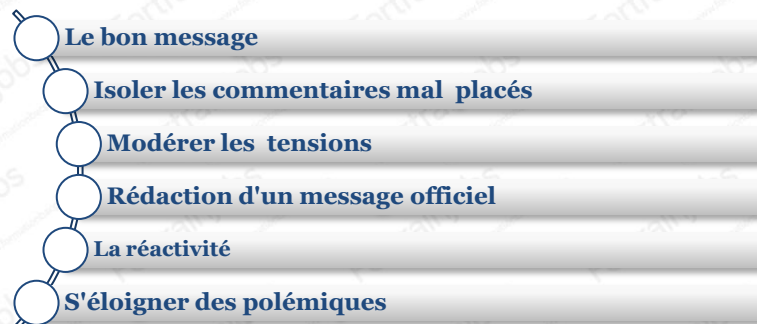 Le bon message
Isoler les commentaires mal placés
Modérer les tensions
Rédaction d'un message officiel
La réactivité
S'éloigner des polémiques